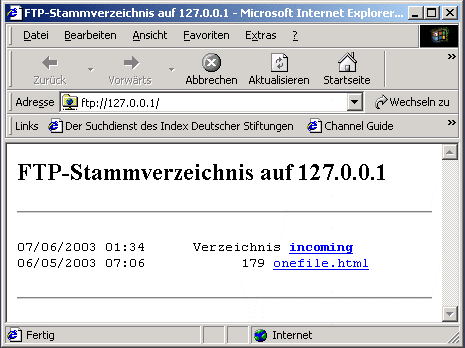 FTP-Stammverzeichnis auf 127.0.0.1 - Microsoft Internet Explorer...
Datei Bearbeiten Ansicht Favoriten Extras ? »
Zurück Vorwärts Abbrechen Aktualisieren Startseite »
Adresse ftp://127.0.0.1/ Wechseln zu
Links Der Suchdienst des Index Deutscher Stiftungen Channel Guide »
FTP-Stammverzeichnis auf 127.0.0.1
07/06/2003 01:34 Verzeichnis incoming
06/05/2003 07:06 179 onefile.html
Fertig Internet